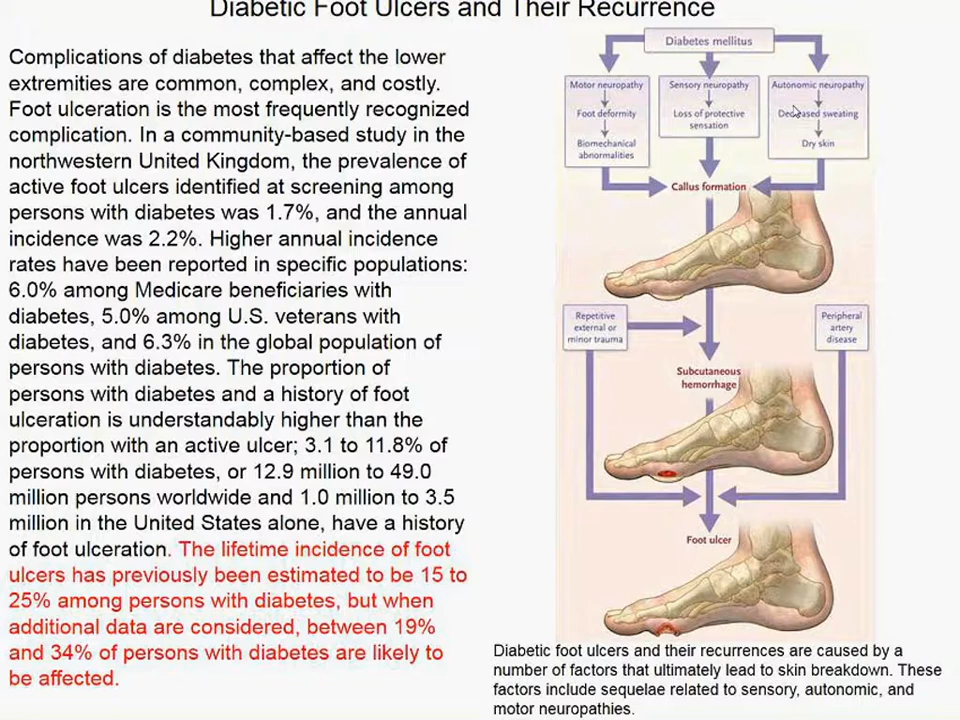 Diabetic Foot Ulcers and Their Recurrence
Complications of diabetes that affect the lower
extremities are common, complex, and costly.
Foot ulceration is the most frequently recognized
complication. In a community-based study in the
northwestern United Kingdom, the prevalence of
active foot ulcers identified at screening among
persons with diabetes was 1.7%, and the annual
incidence was 2.2%. Higher annual incidence
rates have been reported in specific populations:
6.0% among Medicare beneficiaries with
diabetes, 5.0% among U.S. veterans with
diabetes, and 6.3% in the global population of
persons with diabetes. The proportion of
persons with diabetes and a history of foot
ulceration is understandably higher than the
proportion with an active ulcer; 3.1 to 11.8% of
persons with diabetes, or 12.9 million to 49.0
million persons worldwide and 1.0 million to 3.5
million in the United States alone, have a history
of foot ulceration. The lifetime incidence of foot
ulcers has previously been estimated to be 15 to
25% among persons with diabetes, but when
additional data are considered, between 19%
and 34% of persons with diabetes are likely to
be affected.
Diabetes mellitus
Motor neuropathy
Foot deformity
Biomechanical
abnormalities
Sensory neuropathy
Loss of protective
sensation
Autonomic neuropathy
Decreased sweating
Dry skin
Callus formation
Repetitive
external or
minor trauma
Peripheral
artery
disease
Subcutaneous
hemorrhage
Foot ulcer
Diabetic foot ulcers and their recurrences are caused by a
number of factors that ultimately lead to skin breakdown. These
factors include sequelae related to sensory, autonomic, and
motor neuropathies.